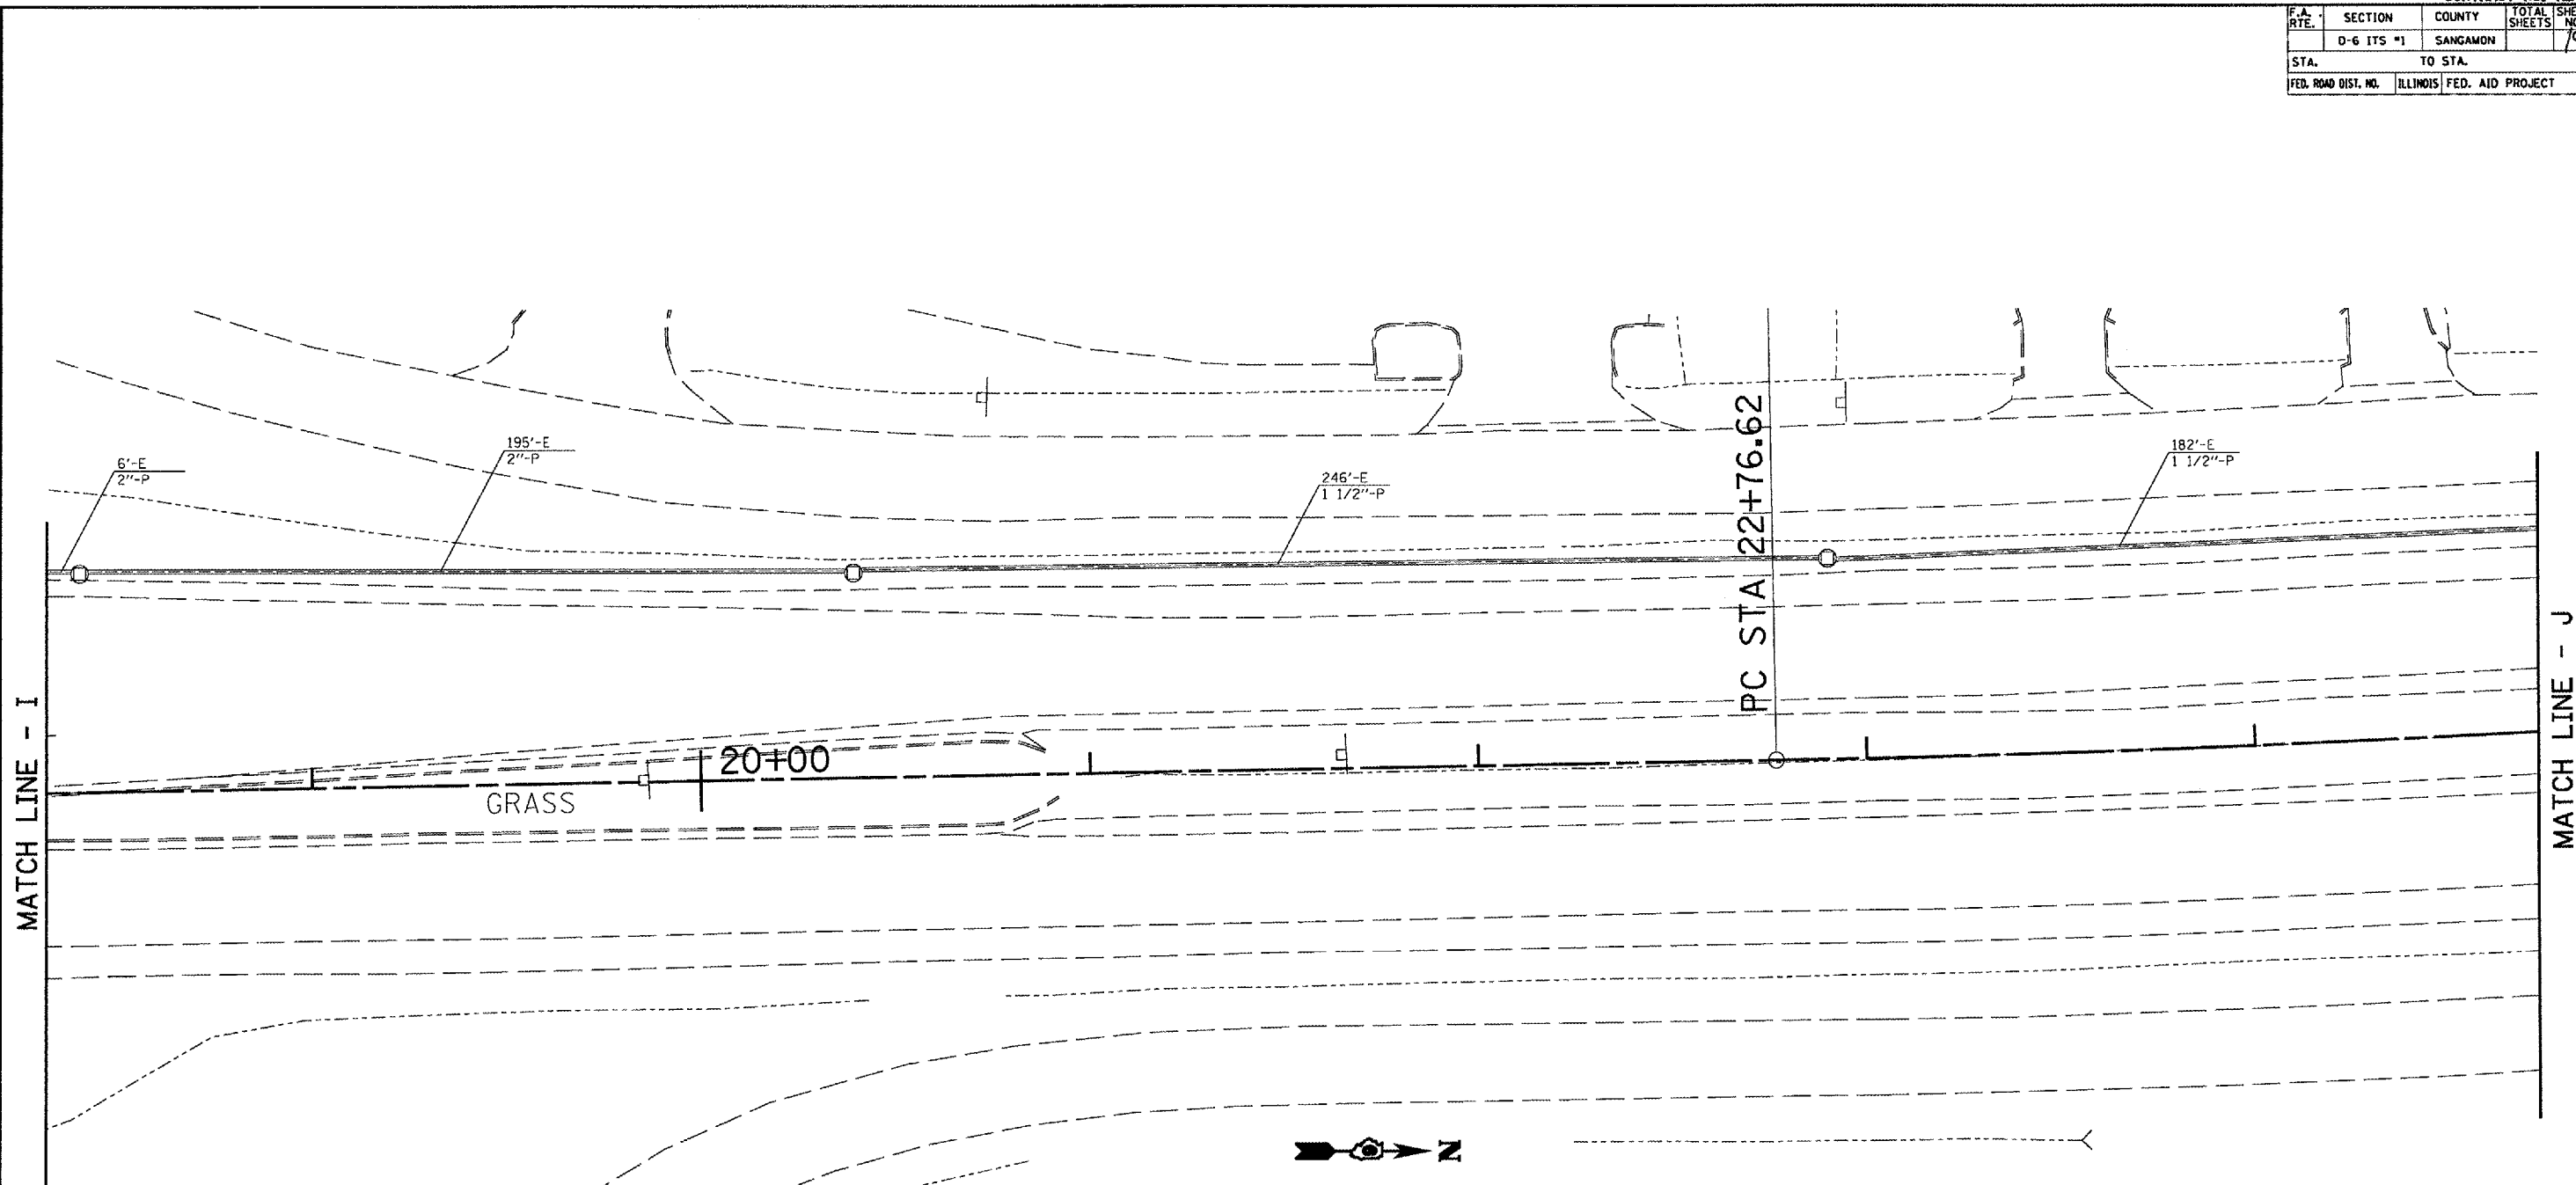 F.A. RTE. SECTION COUNTY TOTAL SHEETS
D-6 ITS #1 SANGAMON
STA. TO STA.
FED. ROAD DIST. NO. ILLINOIS FED. AID PROJECT
6'-E
2"-P
195'-E
2"-P
246'-E
1 1/2"-P
182'-E
1 1/2"-P
PC STA 22+76.62
20+00
GRASS
MATCH LINE - I
MATCH LINE - J
N